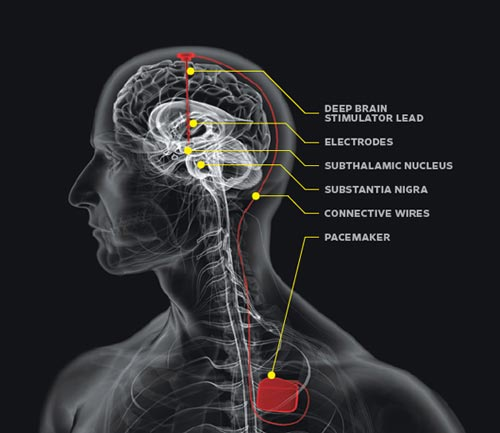 DEEP BRAIN
STIMULATOR LEAD
ELECTRODES
SUBTHALAMIC NUCLEUS
SUBSTANTIA NIGRA
CONNECTIVE WIRES
PACEMAKER